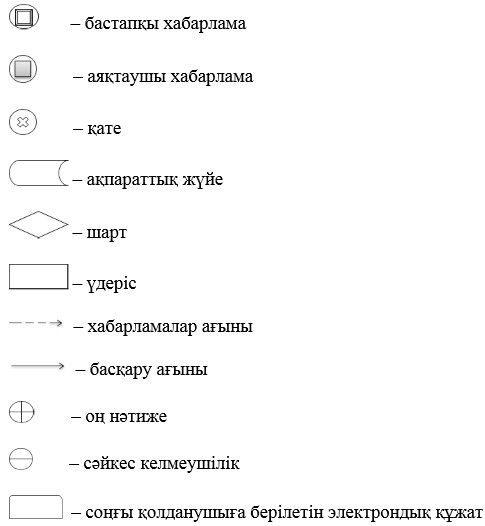 – бастапқы хабарлама
– аяқтаушы хабарлама
– қате
– ақпараттық жүйе
– шарт
– үдеріс
– хабарламалар ағыны
– басқару ағыны
– оң нәтиже
– сәйкес келмеушілік
– соңғы қолданушыға берілетін электрондық құжат